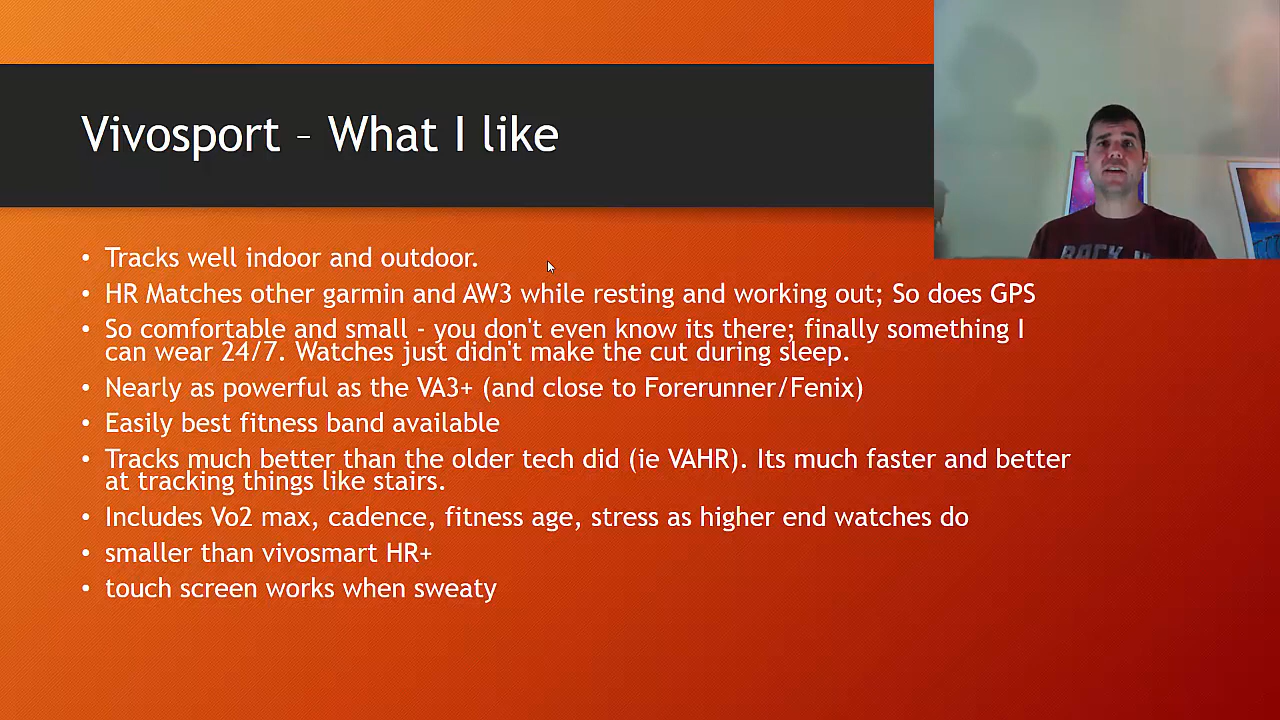 Vivosport – What I like
• Tracks well indoor and outdoor.
• HR Matches other garmin and AW3 while resting and working out; So does GPS
• So comfortable and small - you don't even know its there; finally something I
can wear 24/7. Watches just didn't make the cut during sleep.
• Nearly as powerful as the VA3+ (and close to Forerunner/Fenix)
• Easily best fitness band available
• Tracks much better than the older tech did (ie VAHR). Its much faster and better
at tracking things like stairs.
• Includes Vo2 max, cadence, fitness age, stress as higher end watches do
• smaller than vivosmart HR+
• touch screen works when sweaty